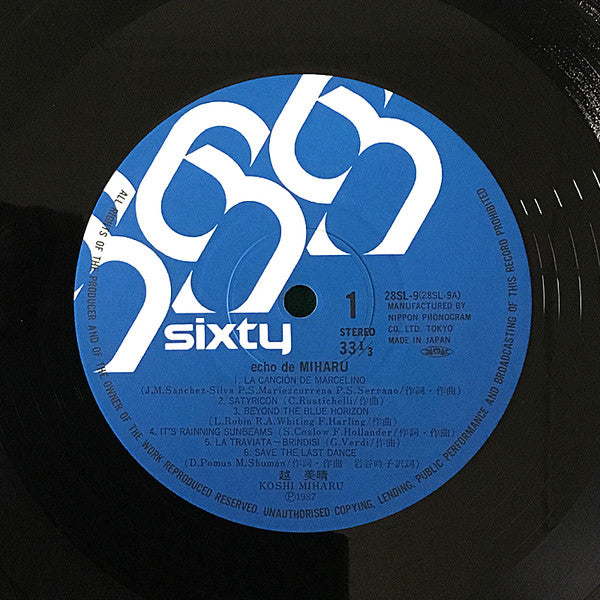 sixty
1
STEREO
33 1/3
28SL-9(28SL-9A)
MANUFACTURED BY
NIPPON PHONOGRAM
CO., LTD. TOKYO
MADE IN JAPAN
JASRAC
echo de MIHARU
1. LA CANCION DE MARCELINO
(J.M.Sanchez-Silva P.S.Mariezcurrena P.S.Serrano/作詞・作曲)
2. SATYRICON (C.Rustichelli/作曲)
3. BEYOND THE BLUE HORIZON
(L.Robin R.A.Whiting F.Harling/作曲)
4. IT'S RAINNING SUNBEAMS (S.Coslow F.Hollander/作詞・作曲)
5. LA TRAVIATA～BRINDISI (G.Verdi/作曲)
6. SAVE THE LAST DANCE
(D.Pomus M.Shuman/作詞・作曲 岩谷時子訳詞)
越 美晴
KOSHI MIHARU
Ⓟ1987
ALL RIGHTS OF THE PRODUCER AND OF THE OWNER OF THE WORK REPRODUCED RESERVED. UNAUTHORISED COPYING, LENDING, PUBLIC PERFORMANCE AND BROADCASTING OF THIS RECORD PROHIBITED